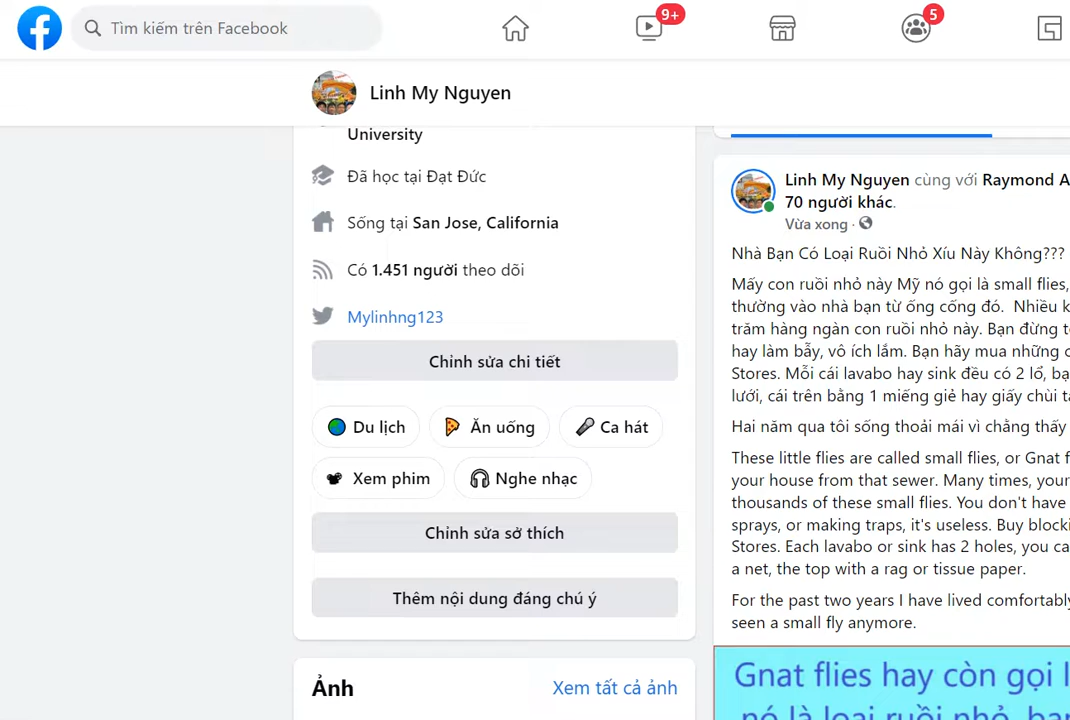 Tìm kiếm trên Facebook
9+
5
Linh My Nguyen
University
Đã học tại Đạt Đức
Sống tại San Jose, California
Có 1.451 người theo dõi
Mylinhng123
Chỉnh sửa chi tiết
Du lịch
Ăn uống
Ca hát
Xem phim
Nghe nhạc
Chỉnh sửa sở thích
Thêm nội dung đáng chú ý
Ảnh
Xem tất cả ảnh
Linh My Nguyen cùng với Raymond A
70 người khác.
Vừa xong ·
Nhà Bạn Có Loại Ruồi Nhỏ Xíu Này Không???
Mấy con ruồi nhỏ này Mỹ nó gọi là small flies,
thường vào nhà bạn từ ống cống đó. Nhiều k
trăm hàng ngàn con ruồi nhỏ này. Bạn đừng t
hay làm bẫy, vô ích lắm. Bạn hãy mua những c
Stores. Mỗi cái lavabo hay sink đều có 2 lổ, bạ
lưới, cái trên bằng 1 miếng giẻ hay giấy chùi t
Hai năm qua tôi sống thoải mái vì chẳng thấy
These little flies are called small flies, or Gnat f
your house from that sewer. Many times, your
thousands of these small flies. You don't have
sprays, or making traps, it's useless. Buy blocki
Stores. Each lavabo or sink has 2 holes, you ca
a net, the top with a rag or tissue paper.
For the past two years I have lived comfortably
seen a small fly anymore.
Gnat flies hay còn gọi l
nó là loại ruồi nhỏ, bạn